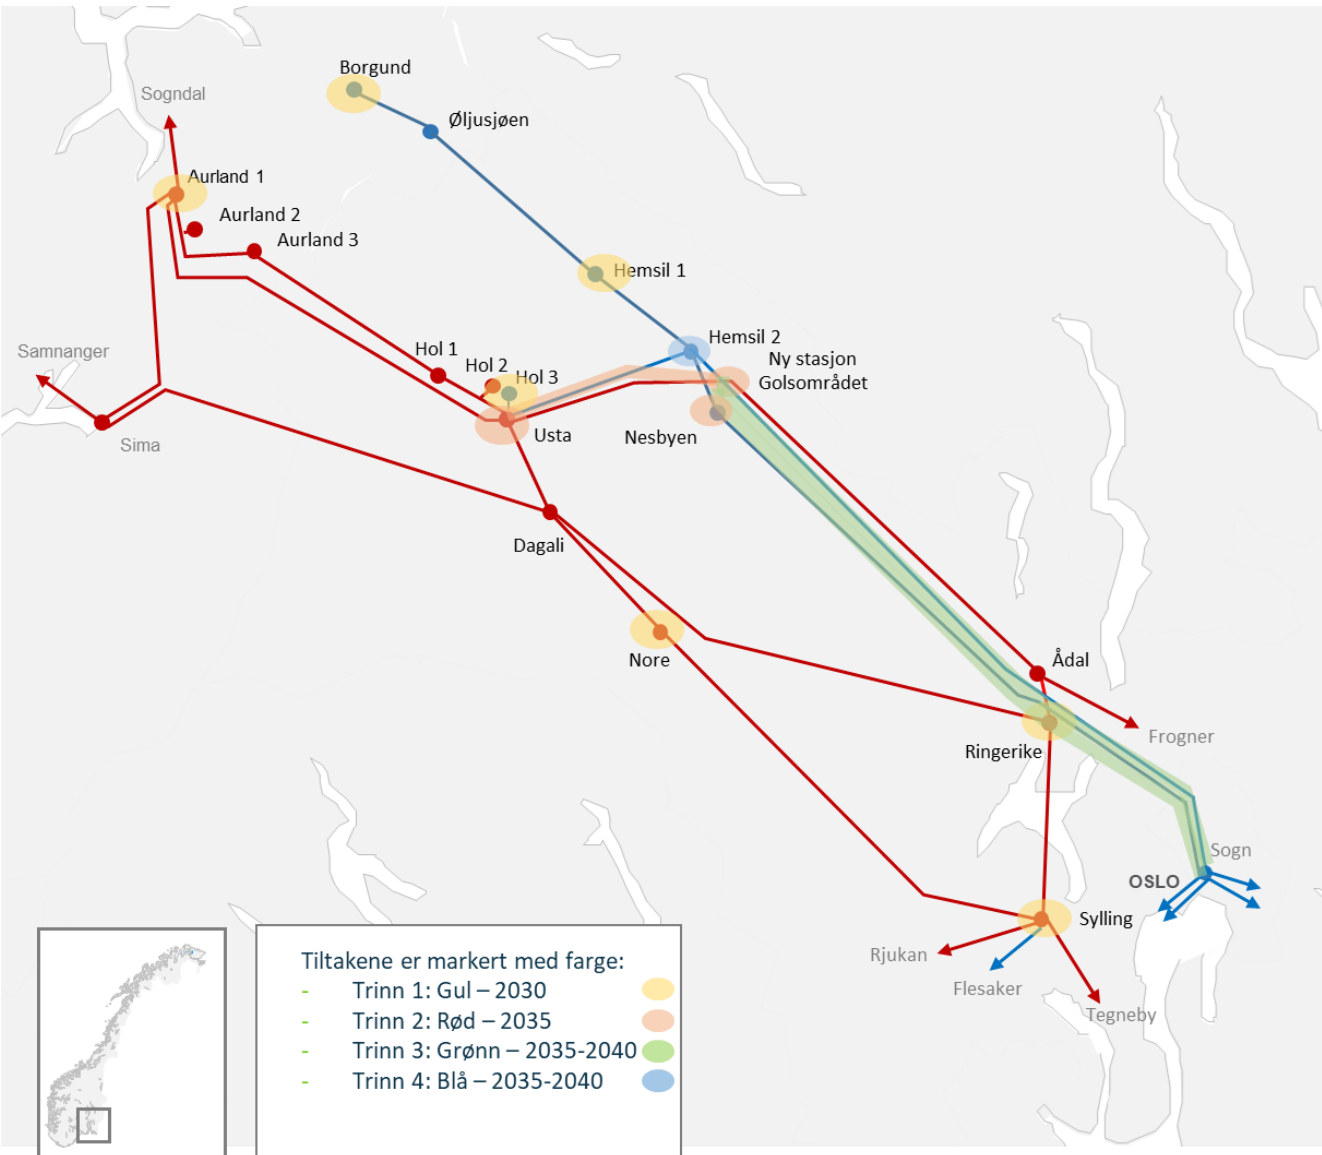 Borgund
Sogndal
Øljusjøen
Aurland 1
Aurland 2
Aurland 3
Hemsil 1
Hemsil 2
Samnanger
Hol 1
Hol 2
Hol 3
Ny stasjon
Golsområdet
Sima
Usta
Nesbyen
Dagali
Nore
Ådal
Frogner
Ringerike
Sogn
OSLO
Sylling
Rjukan
Flesaker
Tegneby
Tiltakene er markert med farge:
- Trinn 1: Gul – 2030
- Trinn 2: Rød – 2035
- Trinn 3: Grønn – 2035-2040
- Trinn 4: Blå – 2035-2040